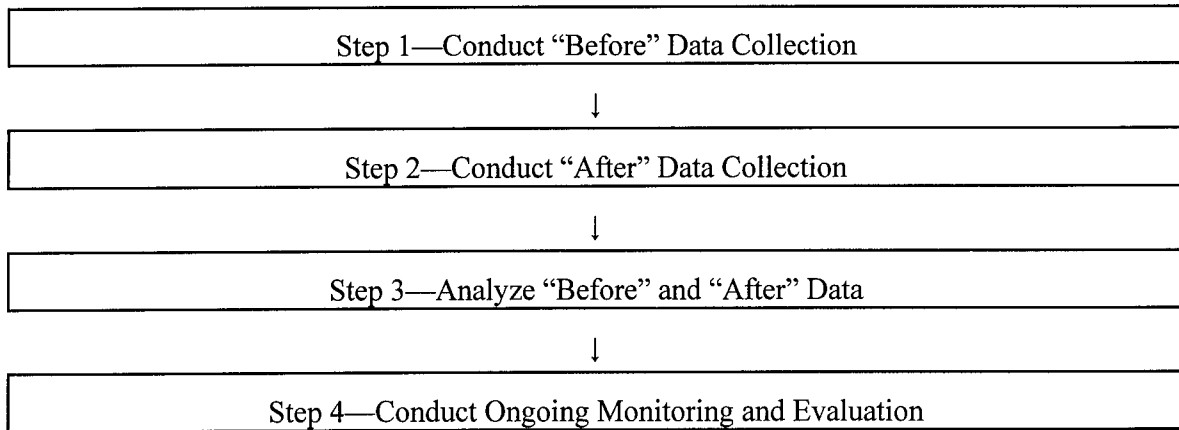 Step 1—Conduct “Before” Data Collection
↓
Step 2—Conduct “After” Data Collection
↓
Step 3—Analyze “Before” and “After” Data
↓
Step 4—Conduct Ongoing Monitoring and Evaluation